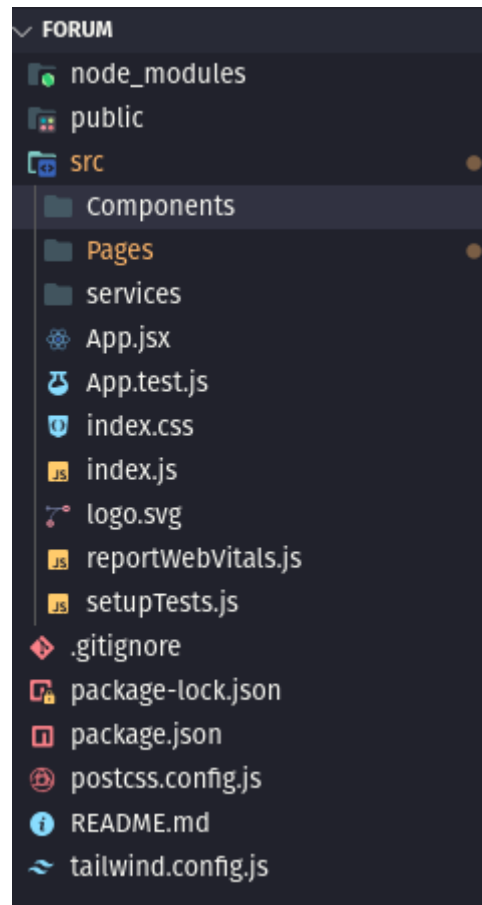 FORUM
node_modules
public
src
Components
Pages
services
App.jsx
App.test.js
index.css
index.js
logo.svg
reportWebVitals.js
setupTests.js
.gitignore
package-lock.json
package.json
postcss.config.js
README.md
tailwind.config.js